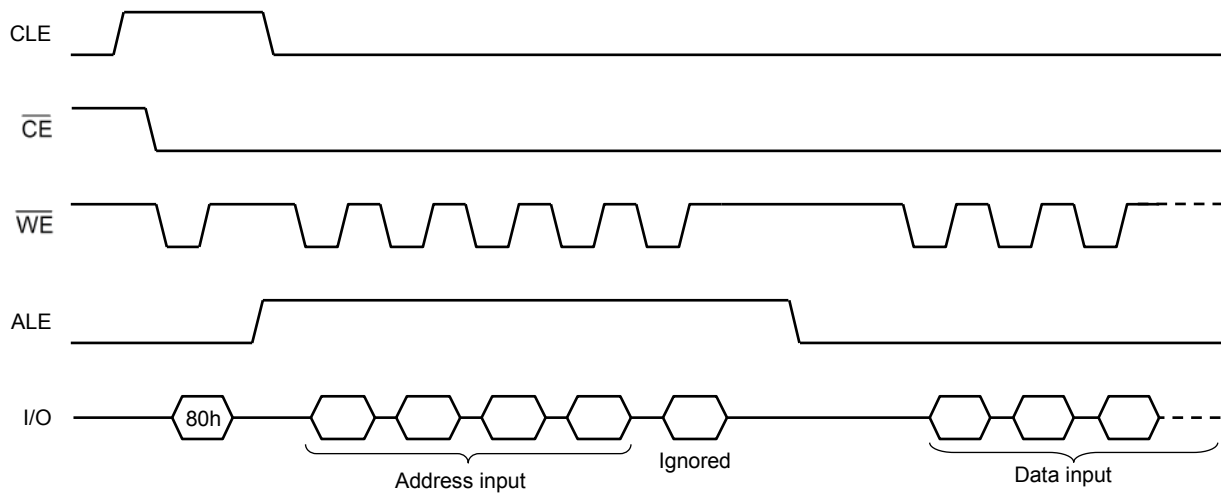 CLE
CE
WE
ALE
I/O
80h
Address input
Ignored
Data input